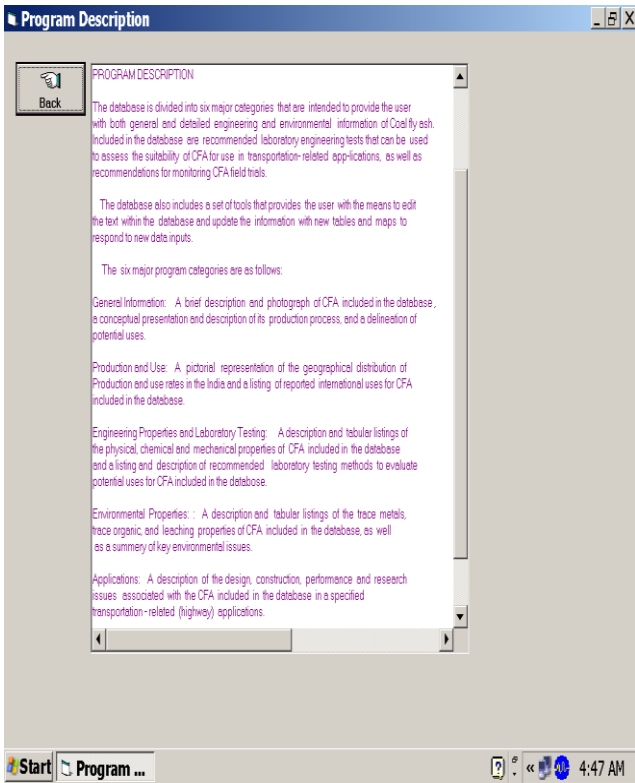 Program Description
Back
PROGRAM DESCRIPTION
The database is divided into six major categories that are intended to provide the user
with both general and detailed engineering and environmental information of Coal fly ash.
Included in the database are recommended laboratory engineering tests that can be used
to assess the suitability of CFA for use in transportation- related app-lications, as well as
recommendations for monitoring CFA field trials.
The database also includes a set of tools that provides the user with the means to edit
the text within the database and update the information with new tables and maps to
respond to new data inputs.
The six major program categories are as follows:
General Information: A brief description and photograph of CFA included in the database ,
a conceptual presentation and description of its production process, and a delineation of
potential uses.
Production and Use: A pictorial representation of the geographical distribution of
Production and use rates in the India and a listing of reported international uses for CFA
included in the database.
Engineering Properties and Laboratory Testing: A description and tabular listings of
the physical, chemical and mechanical properties of CFA included in the database
and a listing and description of recommended laboratory testing methods to evaluate
potential uses for CFA included in the databose.
Environmental Properties: : A description and tabular listings of the trace metals,
trace organic, and leaching properties of CFA included in the database, as well
as a summery of key environmental issues.
Applications: A description of the design, construction, performance and research
issues associated with the CFA included in the database in a specified
transportation - related (highway) applications.
Start Program ... 4:47 AM